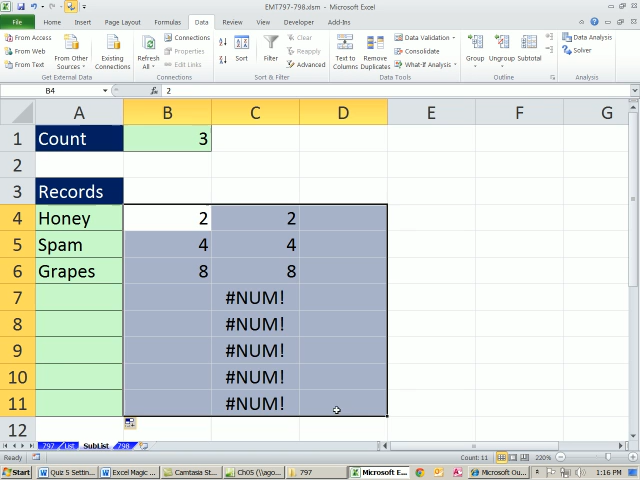 EMT797-798.xlsm - Microsoft Excel
File Home Insert Page Layout Formulas Data Review View Developer Add-Ins
From Access
From Web
From Text
From Other Sources
Existing Connections
Get External Data
Refresh All
Connections
Properties
Edit Links
Connections
Sort
Filter
Clear
Reapply
Advanced
Sort & Filter
Text to Columns
Remove Duplicates
Data Validation
Consolidate
What-If Analysis
Data Tools
Group Ungroup Subtotal
Outline
Data Analysis
Solver
Analysis
B4 fx 2
A B C D E F G
1 Count 3
2
3 Records
4 Honey 2 2
5 Spam 4 4
6 Grapes 8 8
7 #NUM!
8 #NUM!
9 #NUM!
10 #NUM!
11 #NUM!
12
797 List SubList 798
Count: 11 220%
Start Quiz 5 Settin... Excel Magic ... Camtasia St... Ch05 (\\ago... 797 Microsoft E... Microsoft Ou... 1:16 PM